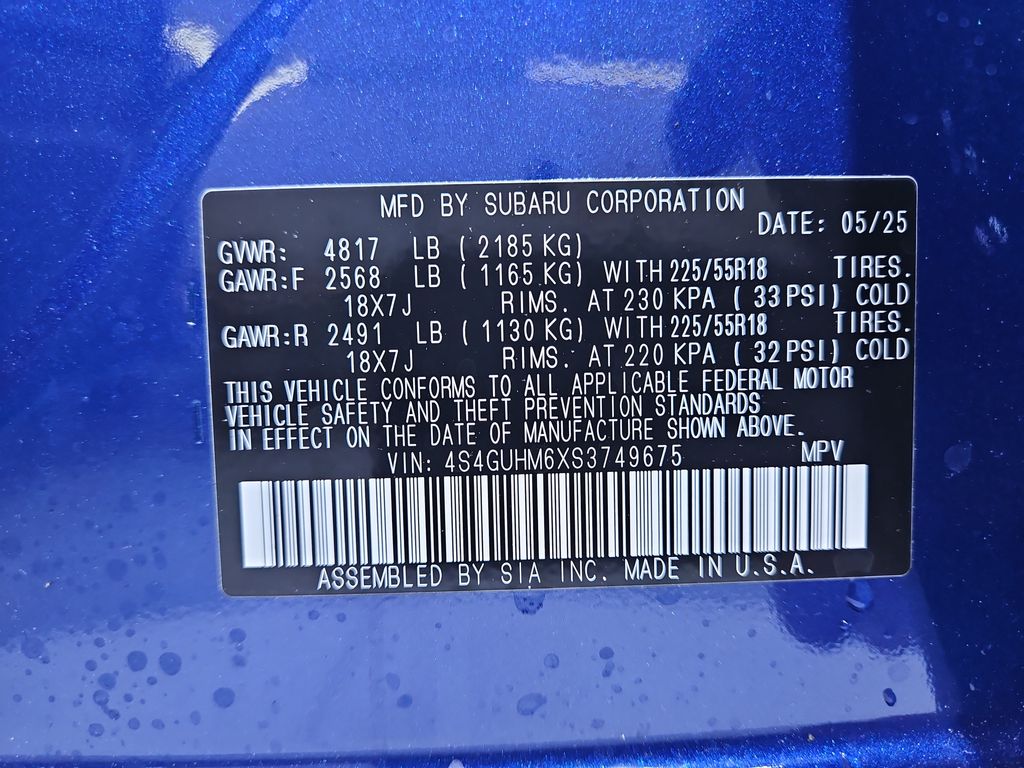 MFD BY SUBARU CORPORATION
DATE: 05/25
GVWR: 4817 LB ( 2185 KG)
GAWR:F 2568 LB ( 1165 KG) WITH 225/55R18 TIRES.
18X7J RIMS. AT 230 KPA ( 33 PSI) COLD
GAWR:R 2491 LB ( 1130 KG) WITH 225/55R18 TIRES.
18X7J RIMS. AT 220 KPA ( 32 PSI) COLD
THIS VEHICLE CONFORMS TO ALL APPLICABLE FEDERAL MOTOR
VEHICLE SAFETY AND THEFT PREVENTION STANDARDS
IN EFFECT ON THE DATE OF MANUFACTURE SHOWN ABOVE.
VIN: 4S4GUHM6XS3749675 MPV
ASSEMBLED BY SIA INC. MADE IN U.S.A.